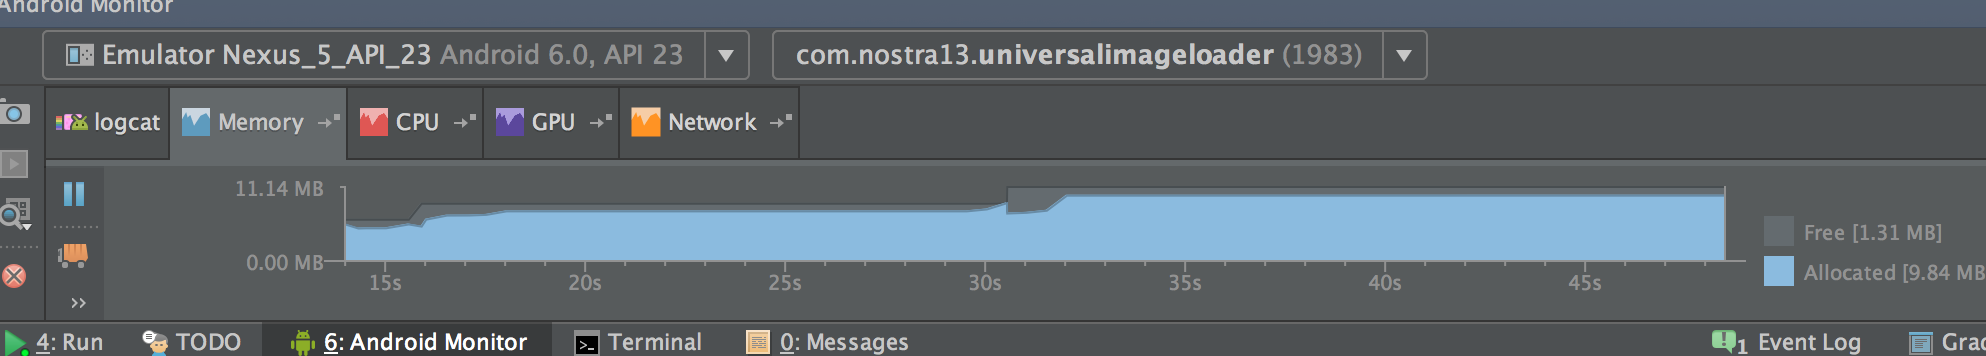 Android Monitor
Emulator Nexus_5_API_23 Android 6.0, API 23
com.nostra13.universalimageloader (1983)
logcat
Memory
CPU
GPU
Network
11.14 MB
0.00 MB
15s
20s
25s
30s
35s
40s
45s
Free [1.31 MB]
Allocated [9.84 MB
4: Run
TODO
6: Android Monitor
Terminal
0: Messages
1 Event Log